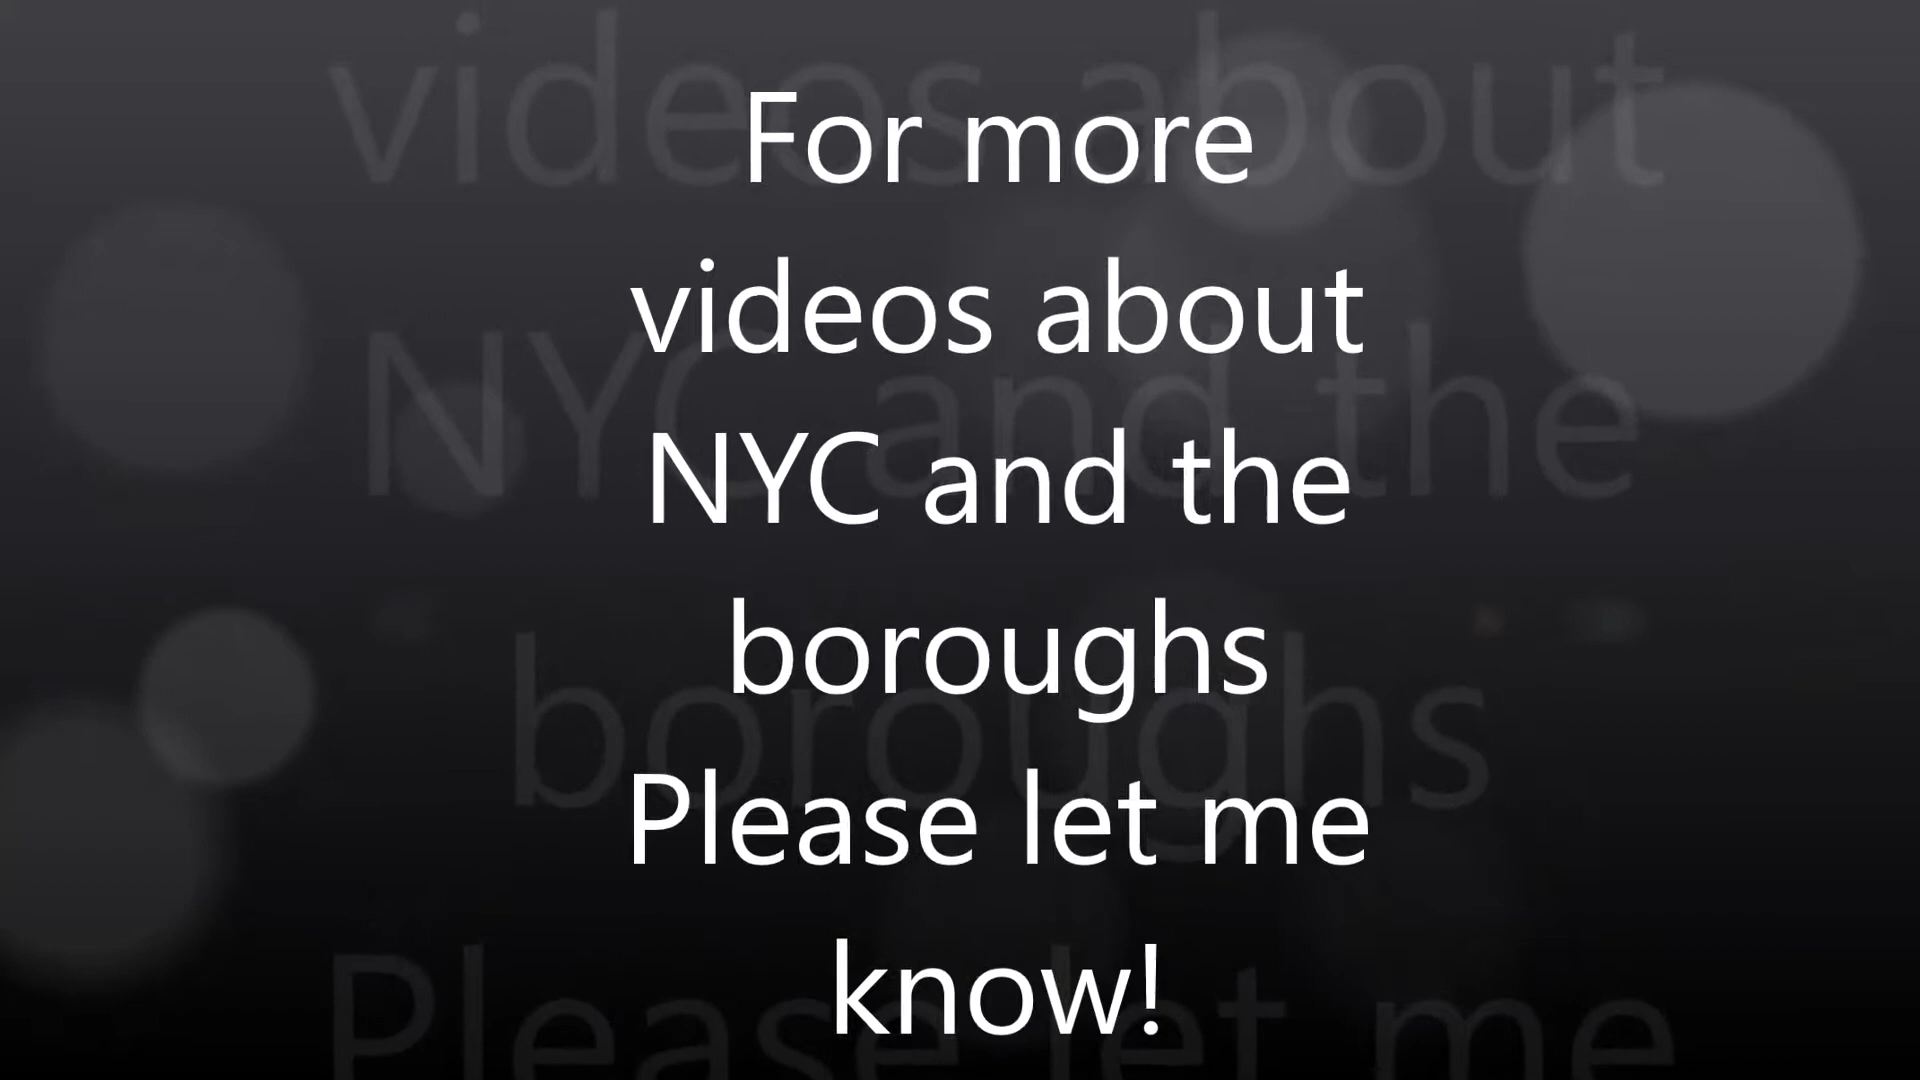 For more
videos about
NYC and the
boroughs
Please let me
know!